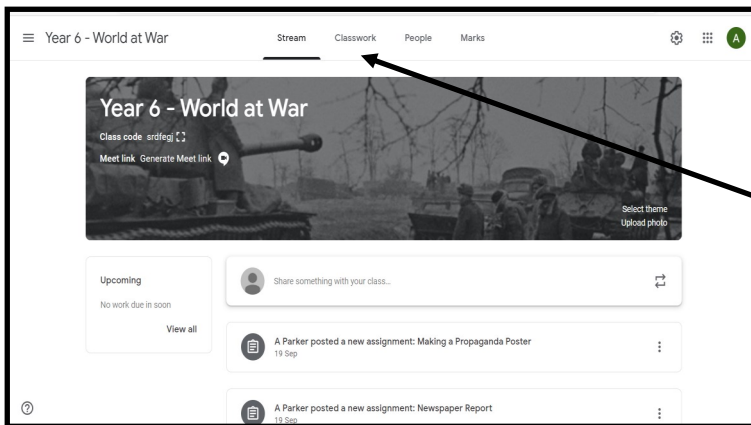 Year 6 - World at War
Stream Classwork People Marks
A
Year 6 - World at War
Class code srdfegj
Meet link Generate Meet link
Select theme
Upload photo
Upcoming
No work due in soon
View all
Share something with your class...
A Parker posted a new assignment: Making a Propaganda Poster
19 Sep
A Parker posted a new assignment: Newspaper Report
19 Sep